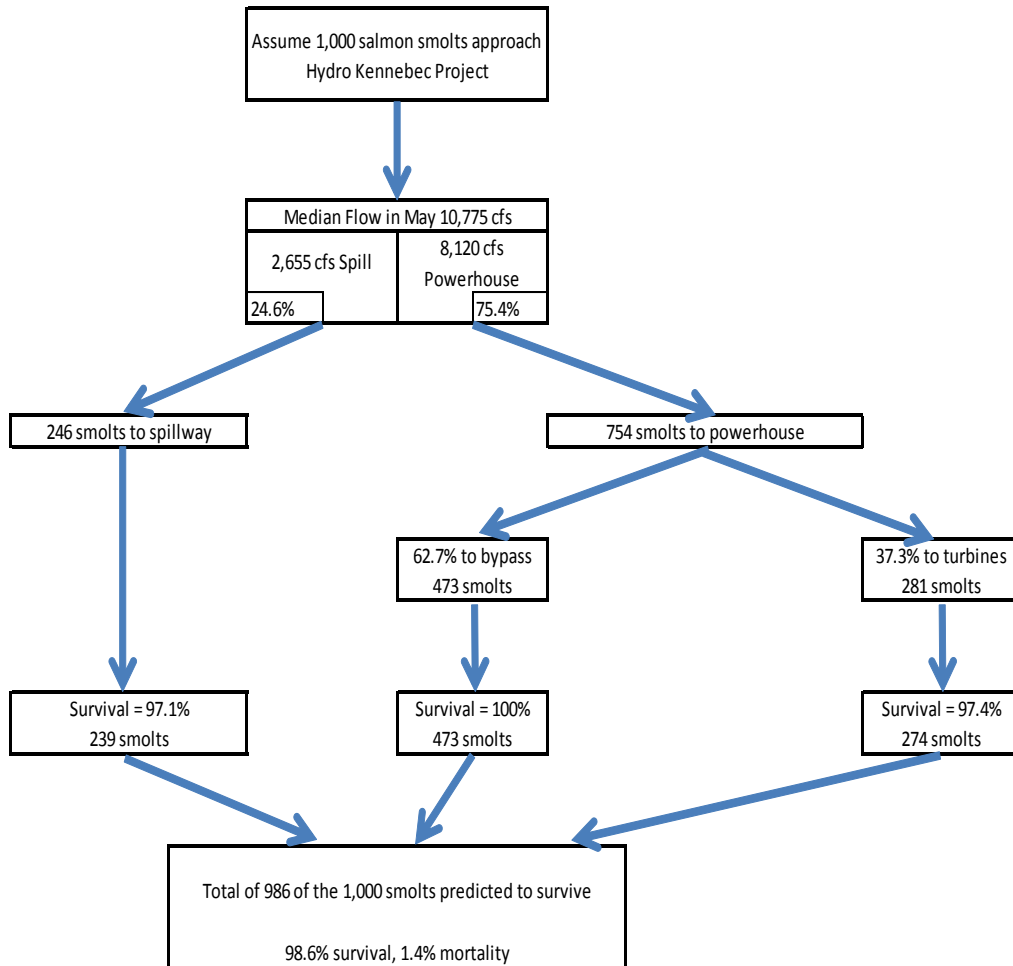 Assume 1,000 salmon smolts approach
Hydro Kennebec Project
Median Flow in May 10,775 cfs
2,655 cfs Spill
8,120 cfs
Powerhouse
24.6%
75.4%
246 smolts to spillway
754 smolts to powerhouse
62.7% to bypass
473 smolts
37.3% to turbines
281 smolts
Survival = 97.1%
239 smolts
Survival = 100%
473 smolts
Survival = 97.4%
274 smolts
Total of 986 of the 1,000 smolts predicted to survive
98.6% survival, 1.4% mortality